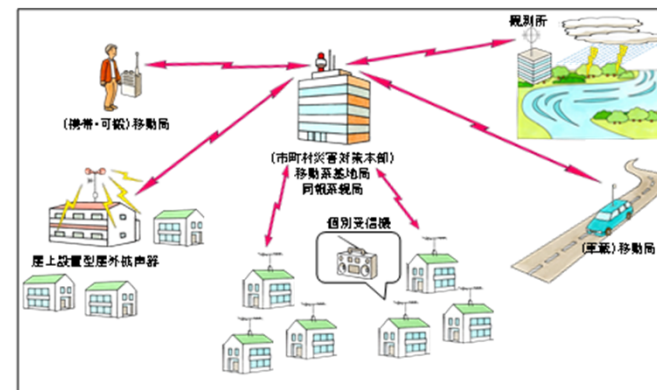 観測所
(携帯・可搬)移動局
(市町村災害対策本部)
移動系基地局
同報系親局
個別受信機
(車載)移動局
屋上設置型屋外拡声器